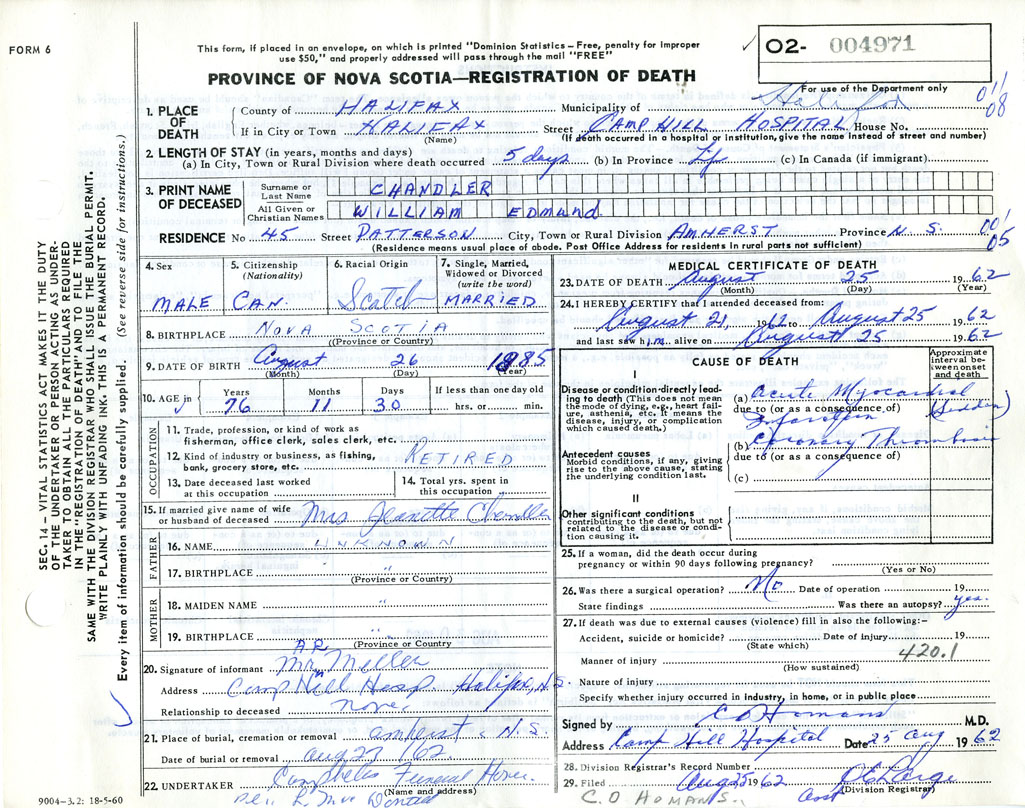 FORM 6
This form, if placed in an envelope, on which is printed "Dominion Statistics – Free, penalty for improper
use $50," and properly addressed will pass through the mail "FREE"
✓ O2- 004971
PROVINCE OF NOVA SCOTIA—REGISTRATION OF DEATH
For use of the Department only
Halifax
01/08
1. PLACE OF DEATH
County of HALIFAX Municipality of
If in City or Town HALIFAX Street CAMP HILL HOSPITAL House No.
(Name) (If death occurred in a hospital or institution, give the name instead of street and number)
2. LENGTH OF STAY (in years, months and days)
(a) In City, Town or Rural Division where death occurred 5 days (b) In Province Life (c) In Canada (if immigrant)
3. PRINT NAME OF DECEASED
Surname or Last Name CHANDLER
All Given or Christian Names WILLIAM EDMUND.
RESIDENCE No 45 Street PATTERSON City, Town or Rural Division AMHERST Province N. S.
(Residence means usual place of abode. Post Office Address for residents in rural parts not sufficient)
05
4. Sex MALE
5. Citizenship (Nationality) CAN.
6. Racial Origin Scotch
7. Single, Married, Widowed or Divorced (write the word) MARRIED
8. BIRTHPLACE NOVA SCOTIA
(Province or Country)
9. DATE OF BIRTH August 26 1885
(Month) (Day) (Year)
10. AGE in Years 76 Months 11 Days 30 If less than one day old hrs. or min.
OCCUPATION
11. Trade, profession, or kind of work as
fisherman, office clerk, sales clerk, etc.
12. Kind of industry or business, as fishing,
bank, grocery store, etc. RETIRED
13. Date deceased last worked at this occupation
14. Total yrs. spent in this occupation
15. If married give name of wife
or husband of deceased Mrs Jeanette Chandler
FATHER
16. NAME UNKNOWN
17. BIRTHPLACE "
(Province or Country)
MOTHER
18. MAIDEN NAME "
19. BIRTHPLACE "
(Province or Country)
AR
20. Signature of informant Mr Miller
Address Camp Hill Hosp Halifax, N.S.
Relationship to deceased None
21. Place of burial, cremation or removal Amherst . N.S.
Date of burial or removal Aug 27/62.
22. UNDERTAKER Campbells Funeral Home.
(Name and address)
9004-3.2: 18-5-60
MEDICAL CERTIFICATE OF DEATH
23. DATE OF DEATH August 25 1962
(Month) (Day) (Year)
24. I HEREBY CERTIFY that I attended deceased from:
August 21, 1962 to August 25 1962
and last saw him alive on August 25 1962
CAUSE OF DEATH
Approximate interval between onset and death
I
Disease or condition directly leading to death (This does not mean
the mode of dying, e.g., heart failure, asthenia, etc. It means the
disease, injury, or complication
which caused death.)
(a) Acute Myocardial
due to (or as a consequence of) Infarction (Sudden)
Antecedent causes
Morbid conditions, if any, giving
rise to the above cause, stating
the underlying condition last.
(b) Coronary Thrombosis
due to (or as a consequence of)
(c)
II
Other significant conditions
contributing to the death, but not
related to the disease or condition causing it.
25. If a woman, did the death occur during
pregnancy or within 90 days following pregnancy?
(Yes or No)
26. Was there a surgical operation? No Date of operation 19
State findings Was there an autopsy? yes.
27. If death was due to external causes (violence) fill in also the following:–
Accident, suicide or homicide? Date of injury 19
(State which) 420.1
Manner of injury
(How sustained)
Nature of injury
Specify whether injury occurred in industry, in home, or in public place
Signed by C O Homans M.D.
Address Camp Hill Hospital Date 25 Aug 1962
28. Division Registrar's Record Number
29. Filed Aug 25 1962
(Division Registrar)
C. O HOMANS.
SEC. 14 – VITAL STATISTICS ACT MAKES IT THE DUTY
OF THE UNDERTAKER OR PERSON ACTING AS UNDER-
TAKER TO OBTAIN ALL THE PARTICULARS REQUIRED
IN THE "REGISTRATION OF DEATH" AND TO FILE THE
SAME WITH THE DIVISION REGISTRAR WHO SHALL ISSUE THE BURIAL PERMIT.
WRITE PLAINLY WITH UNFADING INK. THIS IS A PERMANENT RECORD.
Every item of information should be carefully supplied. (See reverse side for instructions.)